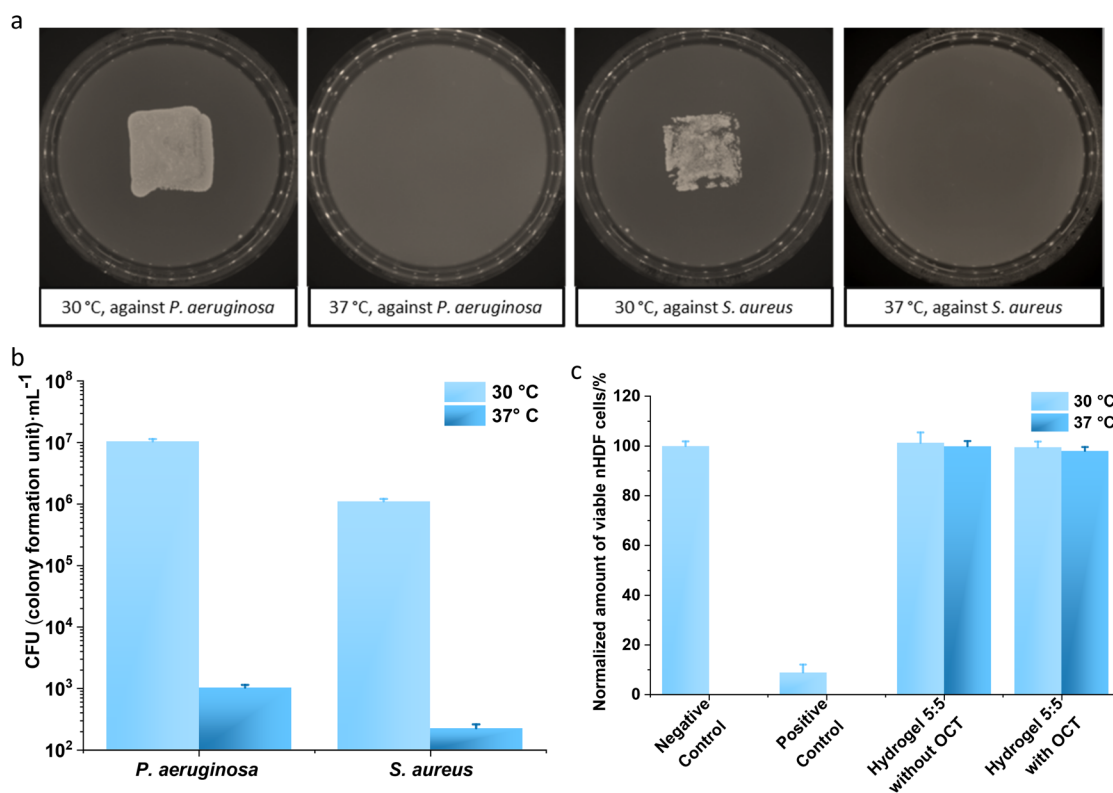 a
30 °C, against P. aeruginosa
37 °C, against P. aeruginosa
30 °C, against S. aureus
37 °C, against S. aureus
b
CFU (colony formation unit)·mL⁻¹
10⁸
10⁷
10⁶
10⁵
10⁴
10³
10²
30 °C
37° C
P. aeruginosa
S. aureus
c
Normalized amount of viable nHDF cells/%
120
100
80
60
40
20
0
30 °C
37 °C
Negative
Control
Positive
Control
Hydrogel 5:5
without OCT
Hydrogel 5:5
with OCT